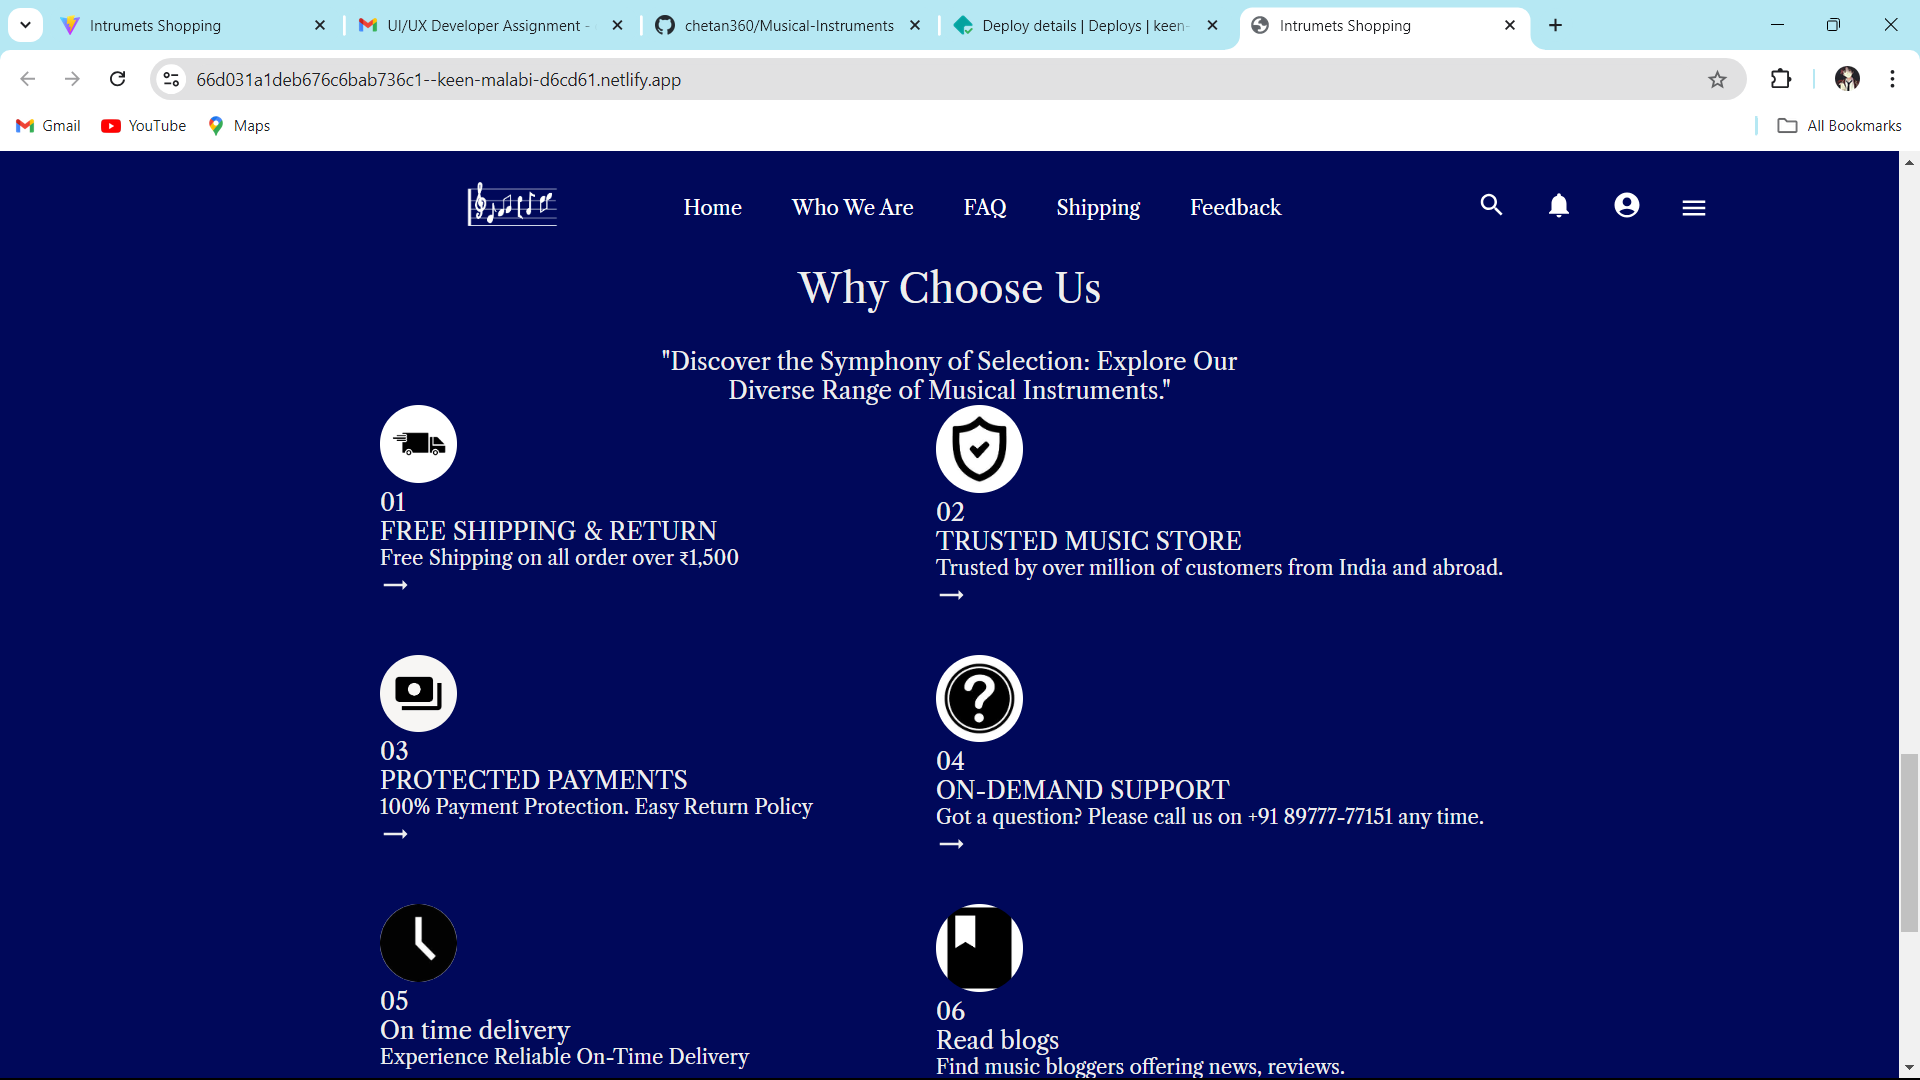 Intrumets Shopping
UI/UX Developer Assignment -
chetan360/Musical-Instruments
Deploy details | Deploys | keen-
Intrumets Shopping
66d031a1deb676c6bab736c1--keen-malabi-d6cd61.netlify.app
Gmail
YouTube
Maps
All Bookmarks
Home
Who We Are
FAQ
Shipping
Feedback
Why Choose Us
"Discover the Symphony of Selection: Explore Our
Diverse Range of Musical Instruments."
01
FREE SHIPPING & RETURN
Free Shipping on all order over ₹1,500
02
TRUSTED MUSIC STORE
Trusted by over million of customers from India and abroad.
03
PROTECTED PAYMENTS
100% Payment Protection. Easy Return Policy
04
ON-DEMAND SUPPORT
Got a question? Please call us on +91 89777-77151 any time.
05
On time delivery
Experience Reliable On-Time Delivery
06
Read blogs
Find music bloggers offering news, reviews.